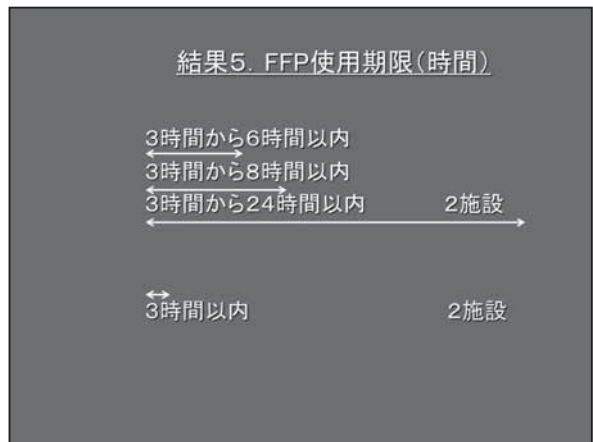 結果5. FFP使用期限(時間)
3時間から6時間以内
3時間から8時間以内
3時間から24時間以内 2施設
3時間以内 2施設